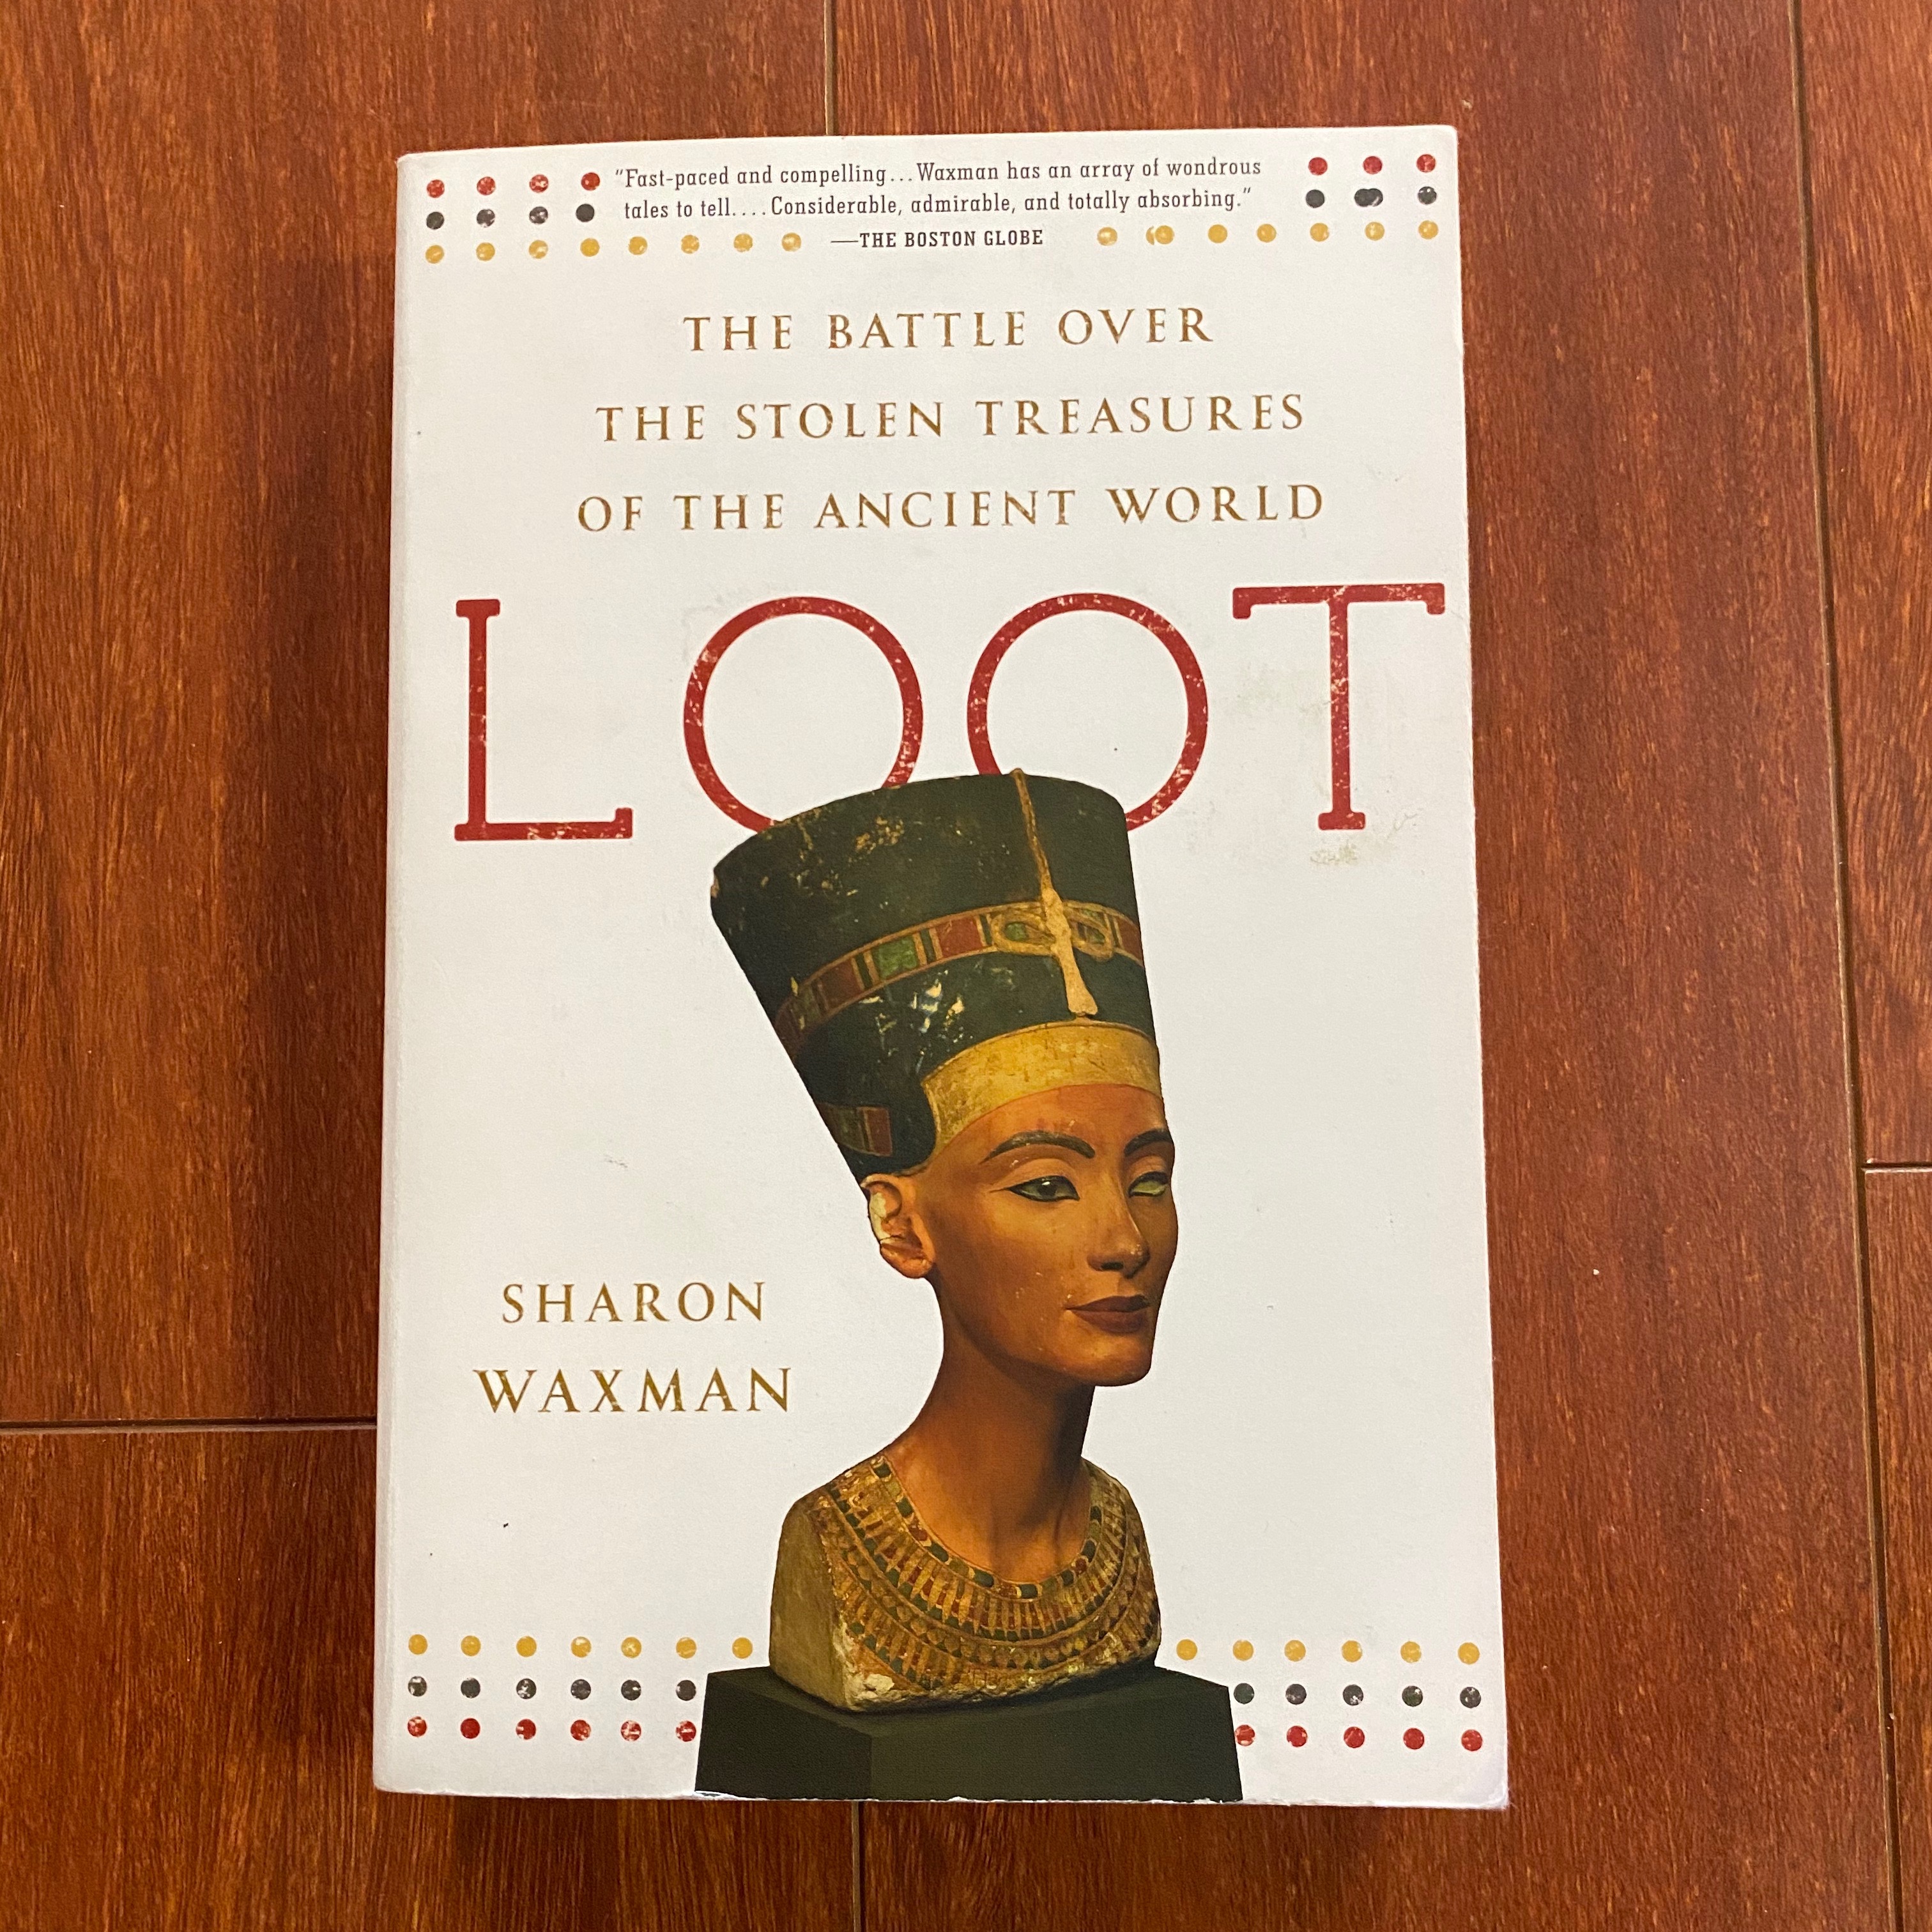 "Fast-paced and compelling...Waxman has an array of wondrous
tales to tell....Considerable, admirable, and totally absorbing."
—THE BOSTON GLOBE
THE BATTLE OVER
THE STOLEN TREASURES
OF THE ANCIENT WORLD
LOOT
SHARON
WAXMAN